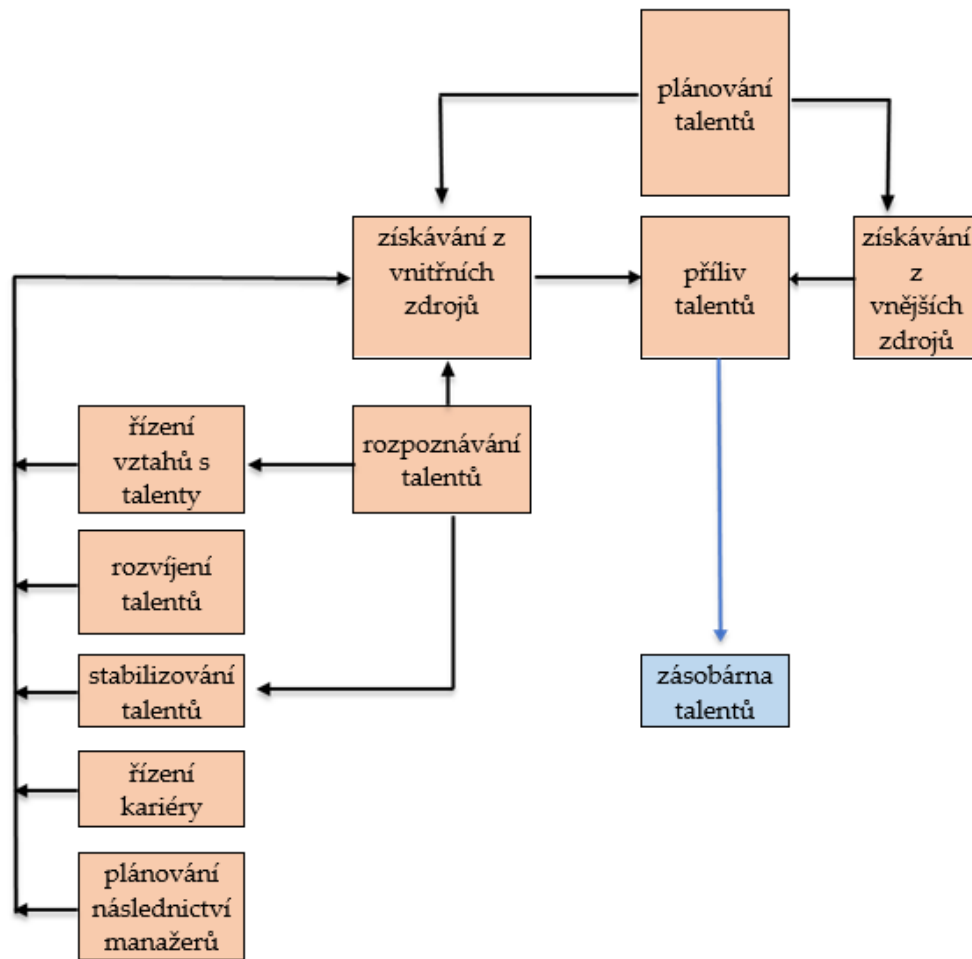 plánování
talentů
získávání z
vnitřních
zdrojů
příliv
talentů
získávání
z
vnějších
zdrojů
řízení
vztahů s
talenty
rozpoznávání
talentů
rozvíjení
talentů
stabilizování
talentů
zásobárna
talentů
řízení
kariéry
plánování
následnictví
manažerů